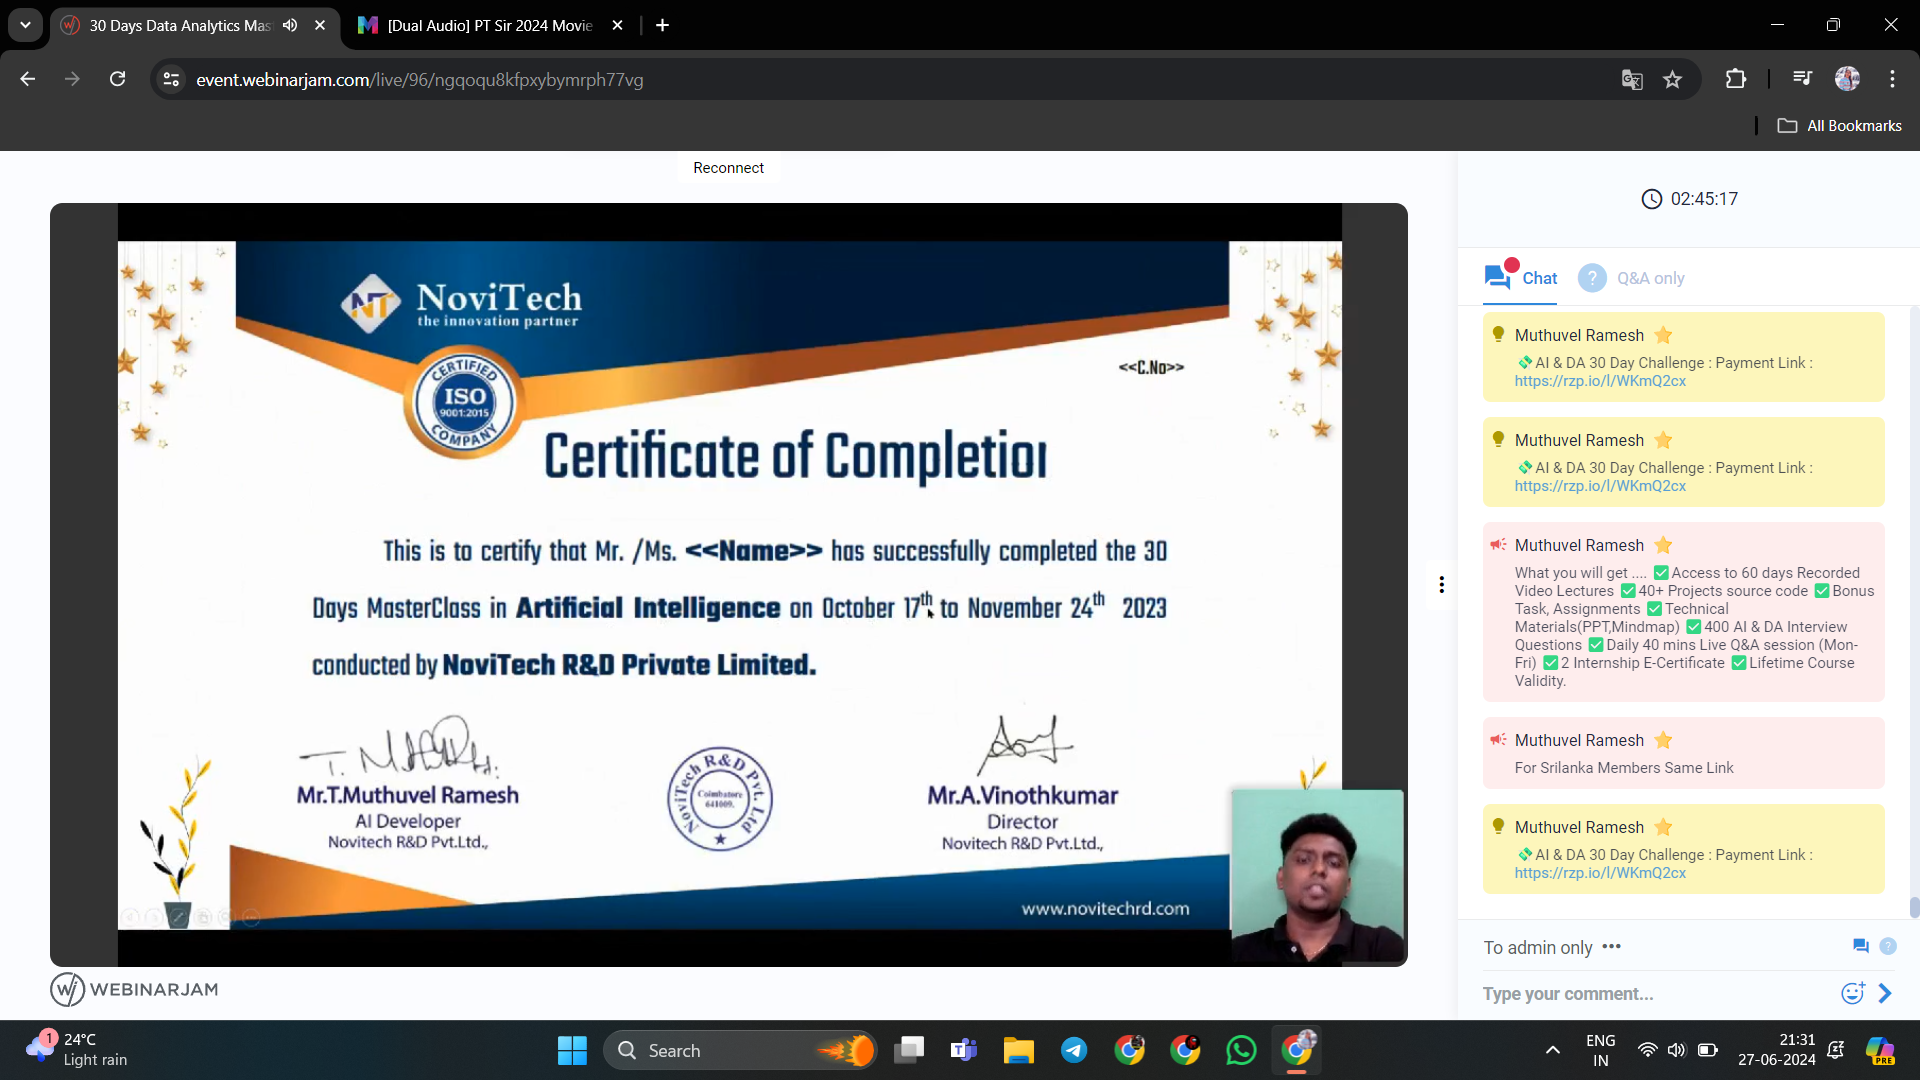 30 Days Data Analytics Mas
[Dual Audio] PT Sir 2024 Movie
event.webinarjam.com/live/96/ngqoqu8kfpxybymrph77vg
All Bookmarks
Reconnect
02:45:17
NT
NoviTech
the innovation partner
CERTIFIED
ISO
9001:2015
COMPANY
<<C.No>>
Certificate of Completion
This is to certify that Mr. /Ms. <<Name>> has successfully completed the 30
Days MasterClass in Artificial Intelligence on October 17th to November 24th 2023
conducted by NoviTech R&D Private Limited.
Mr.T.Muthuvel Ramesh
AI Developer
Novitech R&D Pvt.Ltd.,
NoviTech R&D Pvt. Ltd
Coimbatore
641009.
Mr.A.Vinothkumar
Director
Novitech R&D Pvt.Ltd.,
www.novitechrd.com
WEBINARJAM
Chat
? Q&A only
Muthuvel Ramesh
💸AI & DA 30 Day Challenge : Payment Link :
https://rzp.io/l/WKmQ2cx
Muthuvel Ramesh
💸AI & DA 30 Day Challenge : Payment Link :
https://rzp.io/l/WKmQ2cx
Muthuvel Ramesh
What you will get .... ✅Access to 60 days Recorded
Video Lectures ✅40+ Projects source code ✅Bonus
Task, Assignments ✅Technical
Materials(PPT,Mindmap) ✅400 AI & DA Interview
Questions ✅Daily 40 mins Live Q&A session (Mon-
Fri) ✅2 Internship E-Certificate ✅Lifetime Course
Validity.
Muthuvel Ramesh
For Srilanka Members Same Link
Muthuvel Ramesh
💸AI & DA 30 Day Challenge : Payment Link :
https://rzp.io/l/WKmQ2cx
To admin only •••
Type your comment...
1
24°C
Light rain
Search
ENG
IN
21:31
27-06-2024
PRE